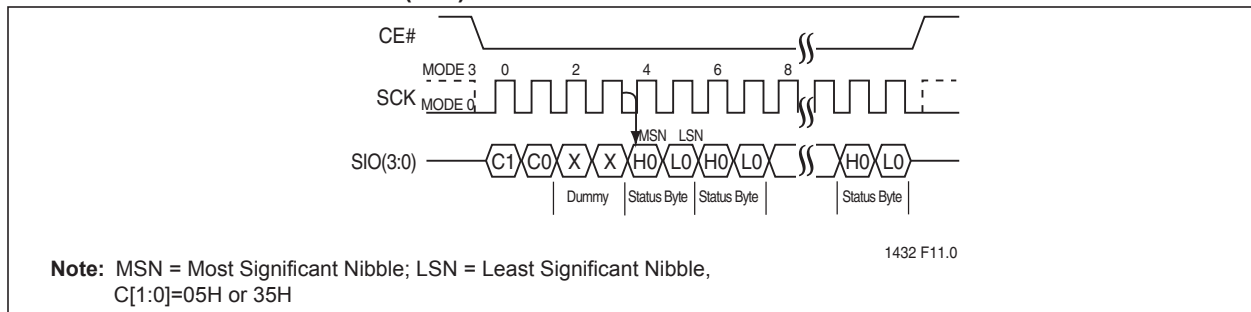 CE#
MODE 3 0 2 4 6 8
SCK MODE 0
MSN LSN
SIO(3:0) C1 C0 X X H0 L0 H0 L0 H0 L0
Dummy Status Byte Status Byte Status Byte
1432 F11.0
Note: MSN = Most Significant Nibble; LSN = Least Significant Nibble,
C[1:0]=05H or 35H